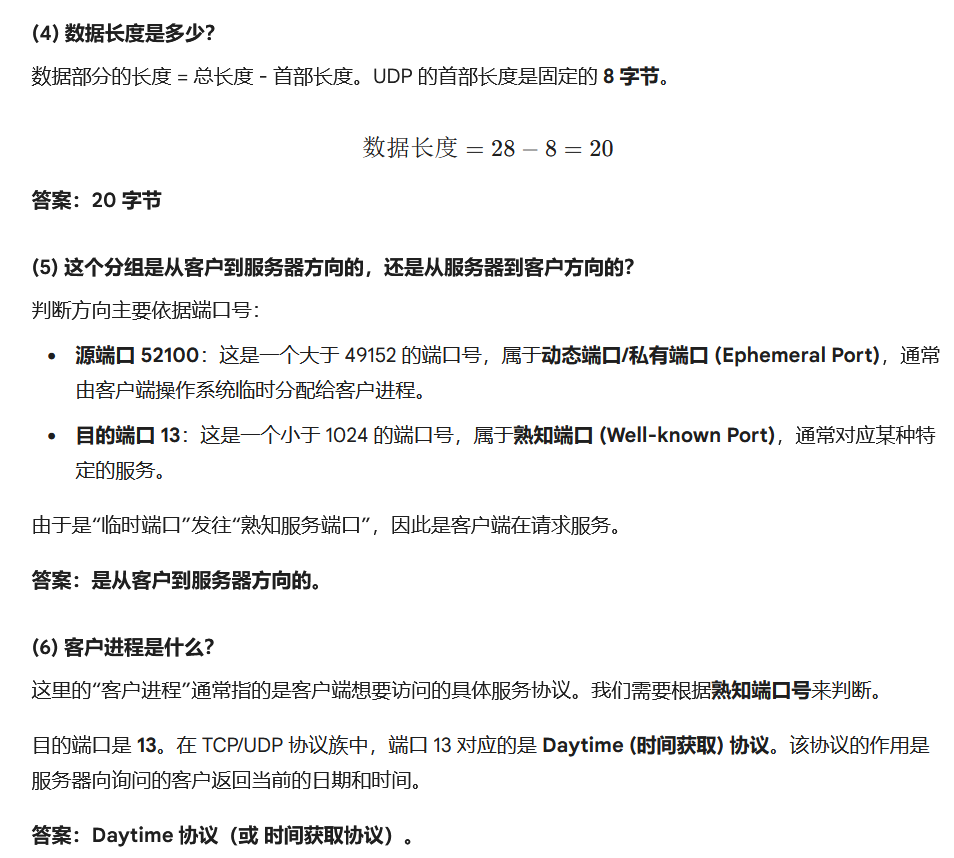 (4) 数据长度是多少？
数据部分的长度 = 总长度 - 首部长度。UDP 的首部长度是固定的 8 字节。
数据长度 = 28 − 8 = 20
答案：20 字节
(5) 这个分组是从客户到服务器方向的，还是从服务器到客户方向的？
判断方向主要依据端口号：
• 源端口 52100：这是一个大于 49152 的端口号，属于动态端口/私有端口 (Ephemeral Port)，通常
由客户端操作系统临时分配给客户进程。
• 目的端口 13：这是一个小于 1024 的端口号，属于熟知端口 (Well-known Port)，通常对应某种特
定的服务。
由于是“临时端口”发往“熟知服务端口”，因此是客户端在请求服务。
答案：是从客户到服务器方向的。
(6) 客户进程是什么？
这里的“客户进程”通常指的是客户端想要访问的具体服务协议。我们需要根据熟知端口号来判断。
目的端口是 13。在 TCP/UDP 协议族中，端口 13 对应的是 Daytime (时间获取) 协议。该协议的作用是
服务器向询问的客户返回当前的日期和时间。
答案：Daytime 协议（或 时间获取协议）。